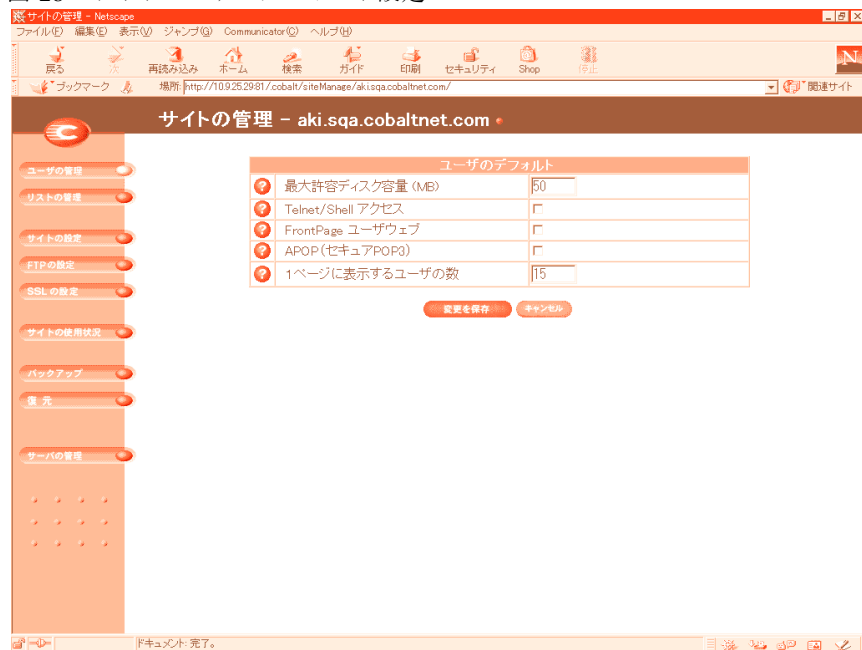 サイトの管理 - Netscape
ファイル(F) 編集(E) 表示(V) ジャンプ(G) Communicator(C) ヘルプ(H)
戻る 次 再読み込み ホーム 検索 ガイド 印刷 セキュリティ Shop 停止
ブックマーク 場所: http://10.9.25.29:81/.cobalt/siteManage/aki.sqa.cobaltnet.com/ 関連サイト
サイトの管理 - aki.sqa.cobaltnet.com
ユーザの管理
リストの管理
サイトの設定
FTPの設定
SSLの設定
サイトの使用状況
バックアップ
復元
サーバの管理
ユーザのデフォルト
最大許容ディスク容量 (MB) 50
Telnet/Shell アクセス
FrontPage ユーザウェブ
APOP(セキュアPOP3)
1ページに表示するユーザの数 15
変更を保存 キャンセル
ドキュメント: 完了。